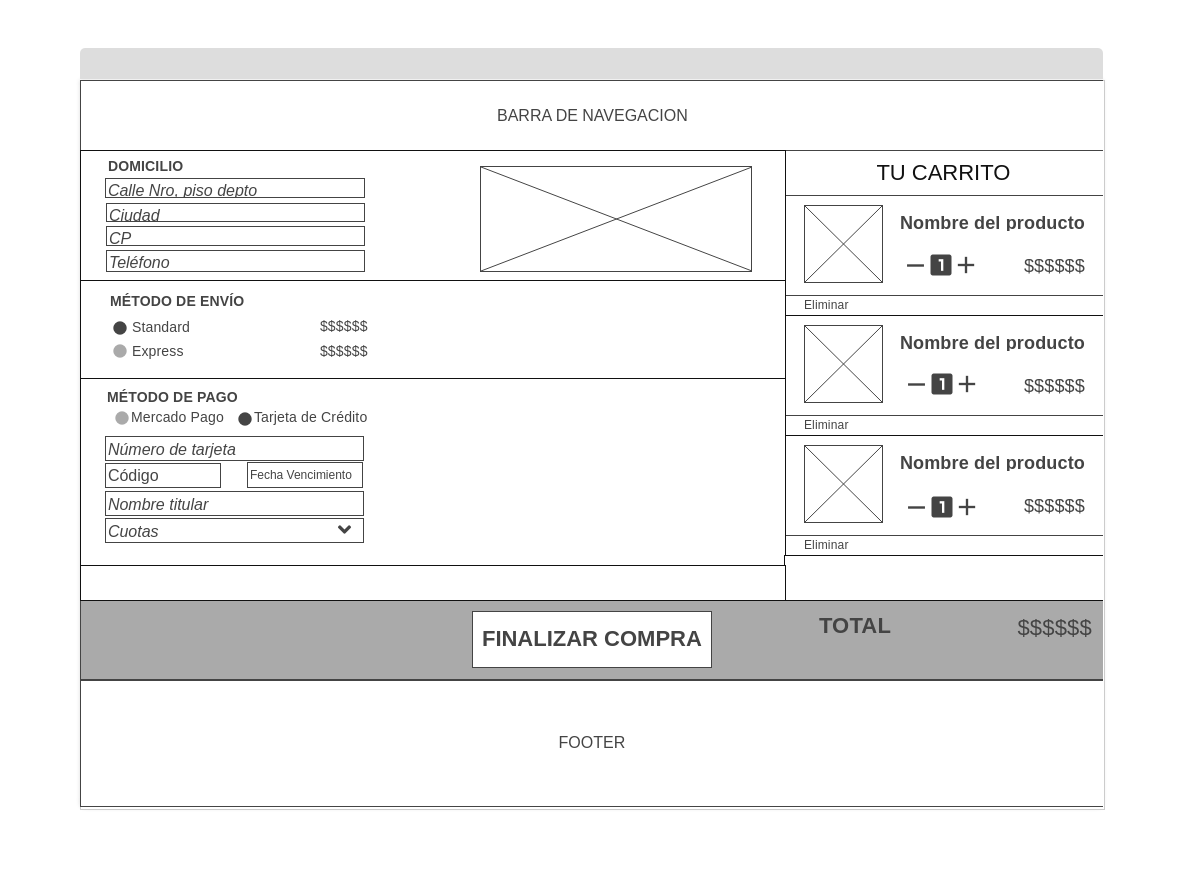 BARRA DE NAVEGACION
DOMICILIO
Calle Nro, piso depto
Ciudad
CP
Teléfono
MÉTODO DE ENVÍO
Standard $$$$$$
Express $$$$$$
MÉTODO DE PAGO
Mercado Pago Tarjeta de Crédito
Número de tarjeta
Código Fecha Vencimiento
Nombre titular
Cuotas
TU CARRITO
Nombre del producto
1 $$$$$$
Eliminar
Nombre del producto
1 $$$$$$
Eliminar
Nombre del producto
1 $$$$$$
Eliminar
FINALIZAR COMPRA
TOTAL $$$$$$
FOOTER